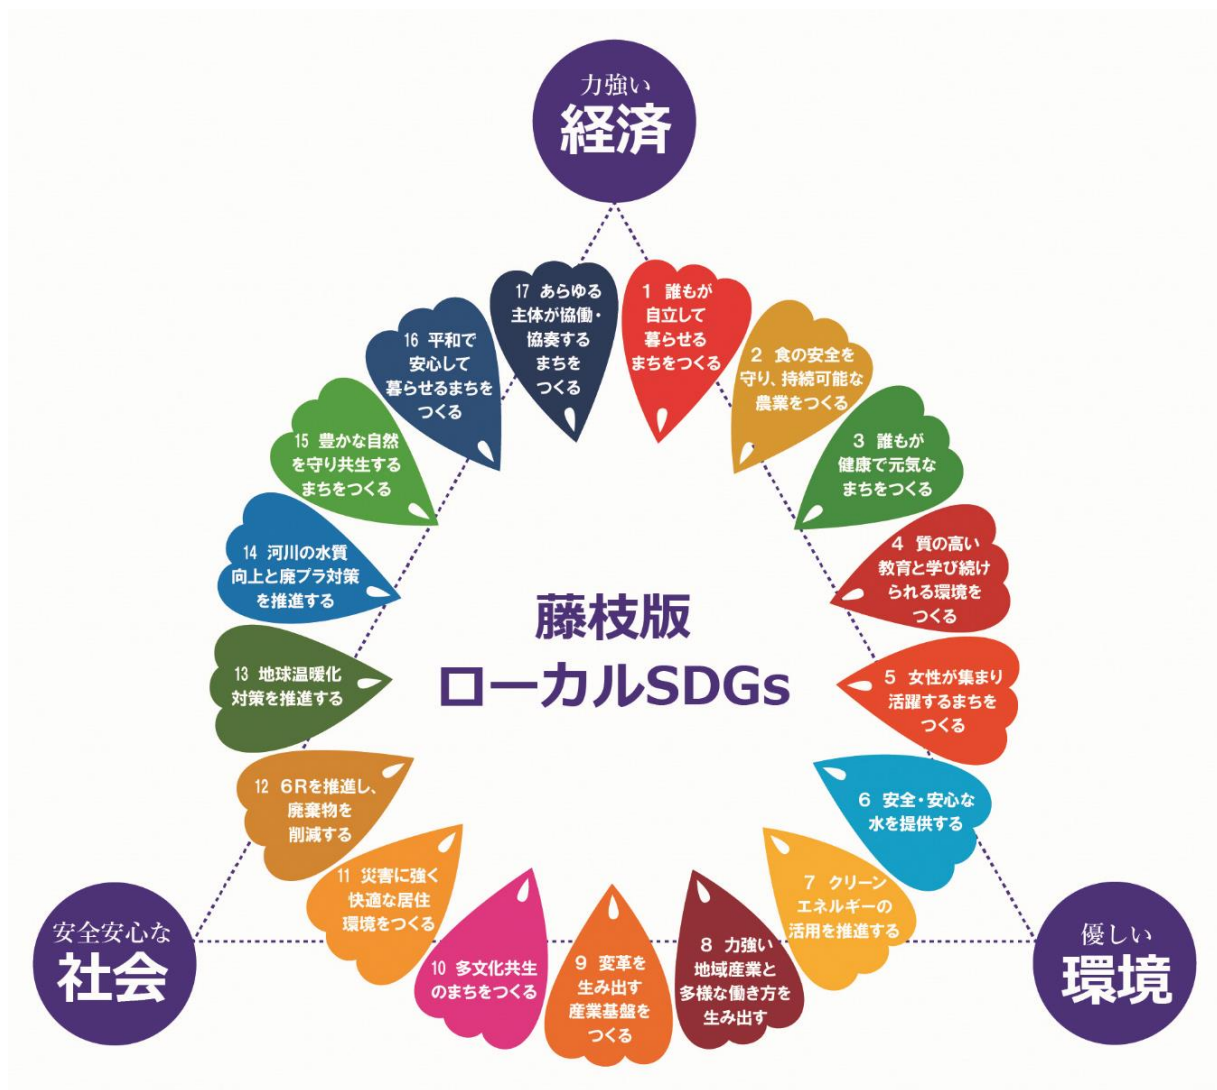 力強い
経済
1 誰もが
自立して
暮らせる
まちをつくる
2 食の安全を
守り、持続可能な
農業をつくる
3 誰もが
健康で元気な
まちをつくる
4 質の高い
教育と学び続け
られる環境を
つくる
5 女性が集まり
活躍するまちを
つくる
6 安全・安心な
水を提供する
7 クリーン
エネルギーの
活用を推進する
8 力強い
地域産業と
多様な働き方を
生み出す
9 変革を
生み出す
産業基盤を
つくる
10 多文化共生
のまちをつくる
11 災害に強く
快適な居住
環境をつくる
12 6Rを推進し、
廃棄物を
削減する
13 地球温暖化
対策を推進する
14 河川の水質
向上と廃プラ対策
を推進する
15 豊かな自然
を守り共生する
まちをつくる
16 平和で
安心して
暮らせるまちを
つくる
17 あらゆる
主体が協働・
協奏する
まちを
つくる
藤枝版
ローカルSDGs
安全安心な
社会
優しい
環境